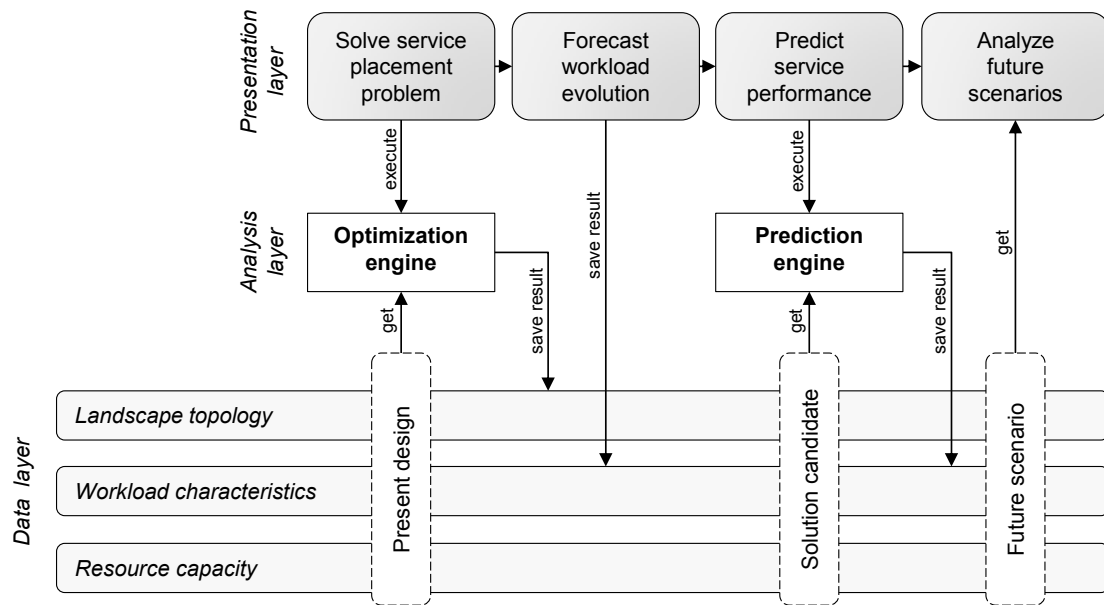 Presentation
layer
Solve service
placement
problem
Forecast
workload
evolution
Predict
service
performance
Analyze
future
scenarios
execute
save result
execute
get
Analysis
layer
Optimization
engine
save result
Prediction
engine
save result
get
get
Data layer
Landscape topology
Workload characteristics
Resource capacity
Present design
Solution candidate
Future scenario